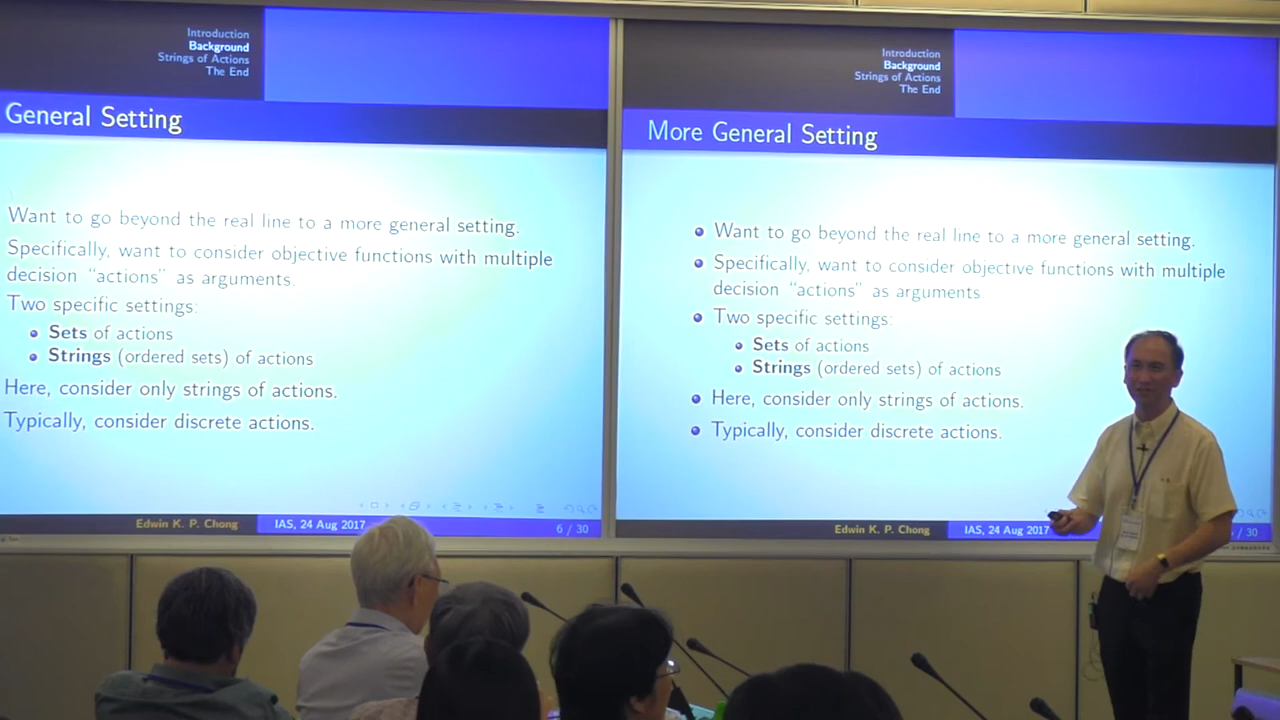 Introduction
Background
Strings of Actions
The End
General Setting
Want to go beyond the real line to a more general setting.
Specifically, want to consider objective functions with multiple
decision "actions" as arguments.
Two specific settings:
Sets of actions
Strings (ordered sets) of actions
Here, consider only strings of actions.
Typically, consider discrete actions.
Edwin K. P. Chong
IAS, 24 Aug 2017
6 / 30
Introduction
Background
Strings of Actions
The End
More General Setting
Want to go beyond the real line to a more general setting.
Specifically, want to consider objective functions with multiple
decision "actions" as arguments.
Two specific settings:
Sets of actions
Strings (ordered sets) of actions
Here, consider only strings of actions.
Typically, consider discrete actions.
Edwin K. P. Chong
IAS, 24 Aug 2017
/ 30